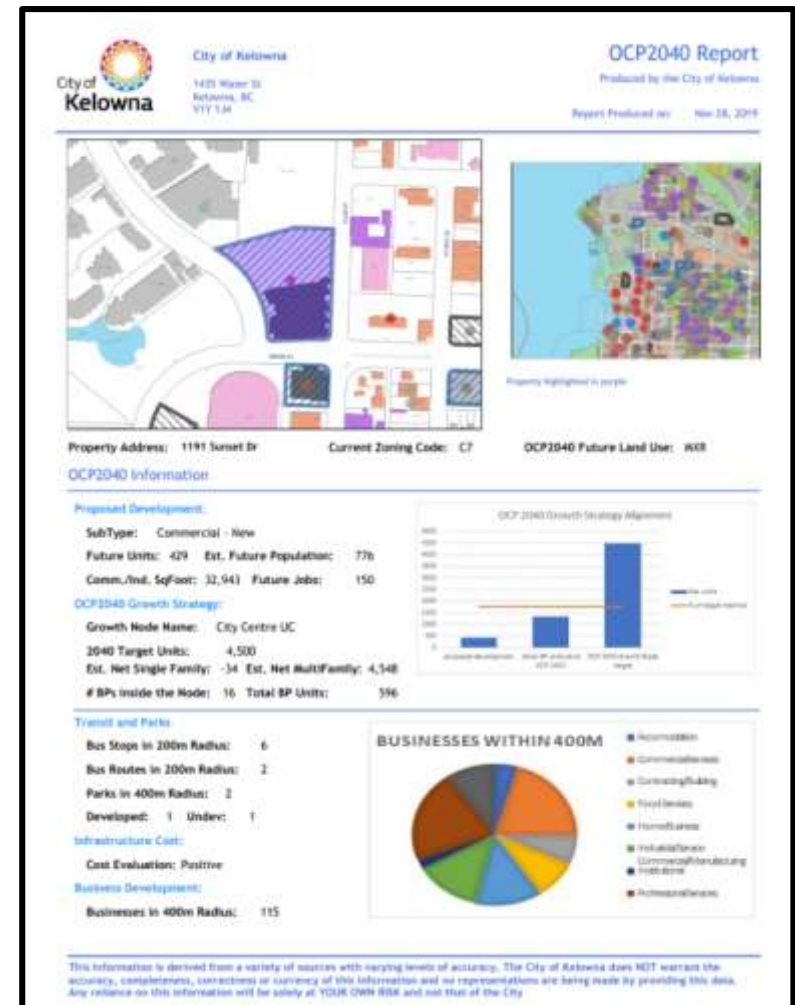 City of
Kelowna
City of Kelowna
1435 Water St
Kelowna, BC
V1Y 1J4
OCP2040 Report
Produced by the City of Kelowna
Report Produced on: Nov 28, 2019
Property highlighted in purple
Property Address: 1191 Sunset Dr Current Zoning Code: C7 OCP2040 Future Land Use: MXR
OCP2040 Information
Proposed Development:
SubType: Commercial - New
Future Units: 429 Est. Future Population: 776
Comm./Ind. SqFoot: 32,943 Future Jobs: 150
OCP2040 Growth Strategy:
Growth Node Name: City Centre UC
2040 Target Units: 4,500
Est. Net Single Family: -34 Est. Net MultiFamily: 4,548
# BPs inside the Node: 16 Total BP Units: 596
OCP 2040 Growth Strategy Alignment
Transit and Parks
Bus Stops in 200m Radius: 6
Bus Routes in 200m Radius: 2
Parks in 400m Radius: 2
Developed: 1 Undev: 1
Infrastructure Cost:
Cost Evaluation: Positive
Business Development:
Businesses in 400m Radius: 115
BUSINESSES WITHIN 400M
Accomodation
CommercialServices
Contracting/Building
Food Services
HomeBusiness
IndustrialService
Commercial/Manufacturing
Institutional
ProfessionalServices
This information is derived from a variety of sources with varying levels of accuracy. The City of Kelowna does NOT warrant the
accuracy, completeness, correctness or currency of this information and no representations are being made by providing this data.
Any reliance on this information will be solely at YOUR OWN RISK and not that of the City